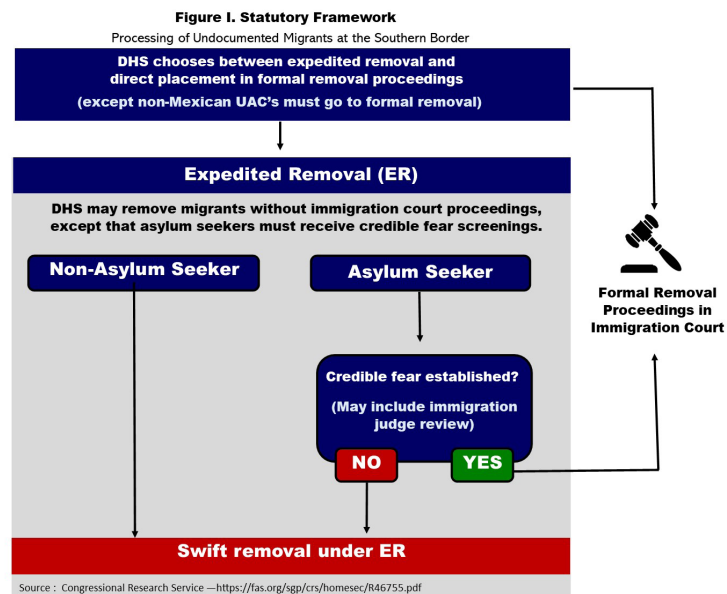 Figure I. Statutory Framework
Processing of Undocumented Migrants at the Southern Border
DHS chooses between expedited removal and
direct placement in formal removal proceedings
(except non-Mexican UAC's must go to formal removal)
Expedited Removal (ER)
DHS may remove migrants without immigration court proceedings,
except that asylum seekers must receive credible fear screenings.
Non-Asylum Seeker
Asylum Seeker
Formal Removal
Proceedings in
Immigration Court
Credible fear established?
(May include immigration
judge review)
NO
YES
Swift removal under ER
Source : Congressional Research Service —https://fas.org/sgp/crs/homesec/R46755.pdf